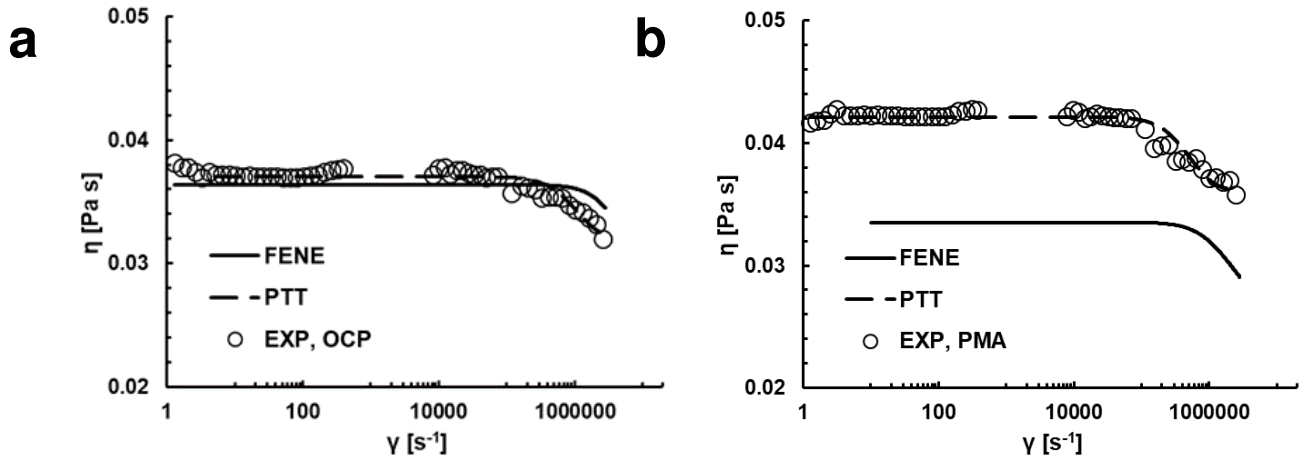 a
0.05
0.04
0.03
0.02
η [Pa s]
FENE
PTT
EXP, OCP
1
100
10000
1000000
γ [s⁻¹]
b
0.05
0.04
0.03
0.02
η [Pa s]
FENE
PTT
EXP, PMA
1
100
10000
1000000
γ [s⁻¹]